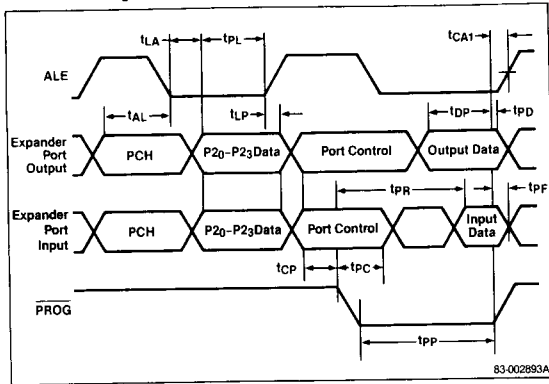 tLA
tPL
tCA1
ALE
tAL
tLP
tDP
tPD
Expander
Port
Output
PCH
P20-P23Data
Port Control
Output Data
tPR
tPF
Expander
Port
Input
PCH
P20-P23Data
Port Control
Input
Data
tCP
tPC
PROG
tPP
83-002893A